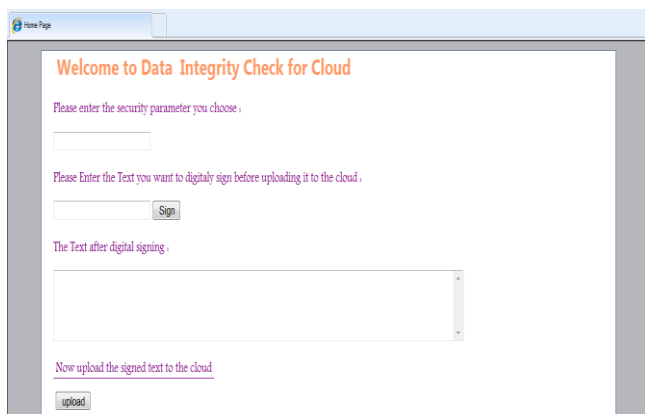 Home Page
Welcome to Data Integrity Check for Cloud
Please enter the security parameter you choose :
Please Enter the Text you want to digitaly sign before uploading it to the cloud :
Sign
The Text after digital signing :
Now upload the signed text to the cloud
upload